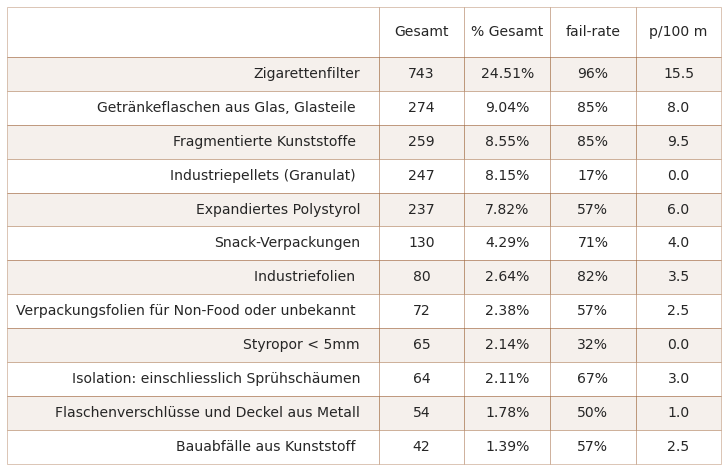 Gesamt % Gesamt fail-rate p/100 m
Zigarettenfilter 743 24.51% 96% 15.5
Getränkeflaschen aus Glas, Glasteile 274 9.04% 85% 8.0
Fragmentierte Kunststoffe 259 8.55% 85% 9.5
Industriepellets (Granulat) 247 8.15% 17% 0.0
Expandiertes Polystyrol 237 7.82% 57% 6.0
Snack-Verpackungen 130 4.29% 71% 4.0
Industriefolien 80 2.64% 82% 3.5
Verpackungsfolien für Non-Food oder unbekannt 72 2.38% 57% 2.5
Styropor < 5mm 65 2.14% 32% 0.0
Isolation: einschliesslich Sprühschäumen 64 2.11% 67% 3.0
Flaschenverschlüsse und Deckel aus Metall 54 1.78% 50% 1.0
Bauabfälle aus Kunststoff 42 1.39% 57% 2.5